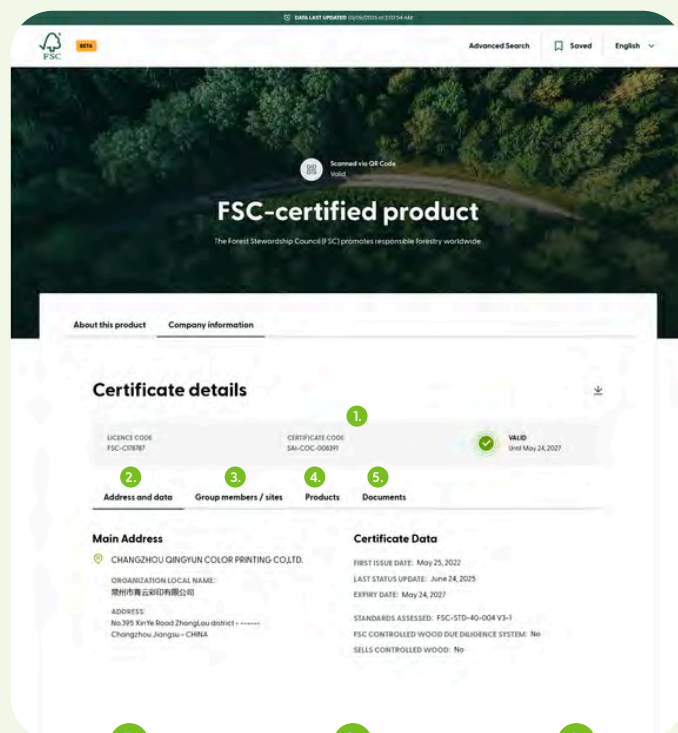 DATA LAST UPDATED
FSC
BETA
Advanced Search
Saved
English
Scanned via QR Code
Valid
FSC-certified product
The Forest Stewardship Council (FSC) promotes responsible forestry worldwide
About this product
Company information
Certificate details
1.
LICENCE CODE
FSC-C178787
CERTIFICATE CODE
SAI-COC-008391
VALID
Until May 24, 2027
2.
3.
4.
5.
Address and data
Group members / sites
Products
Documents
Main Address
CHANGZHOU QINGYUN COLOR PRINTING CO,LTD.
ORGANIZATION LOCAL NAME:
常州市青云彩印有限公司
ADDRESS:
No.395 XinYe Road ZhongLou district - ------
Changzhou Jiangsu - CHINA
Certificate Data
FIRST ISSUE DATE: May 25, 2022
LAST STATUS UPDATE: June 24, 2025
EXPIRY DATE: May 24, 2027
STANDARDS ASSESSED: FSC-STD-40-004 V3-1
FSC CONTROLLED WOOD DUE DILIGENCE SYSTEM: No
SELLS CONTROLLED WOOD: No